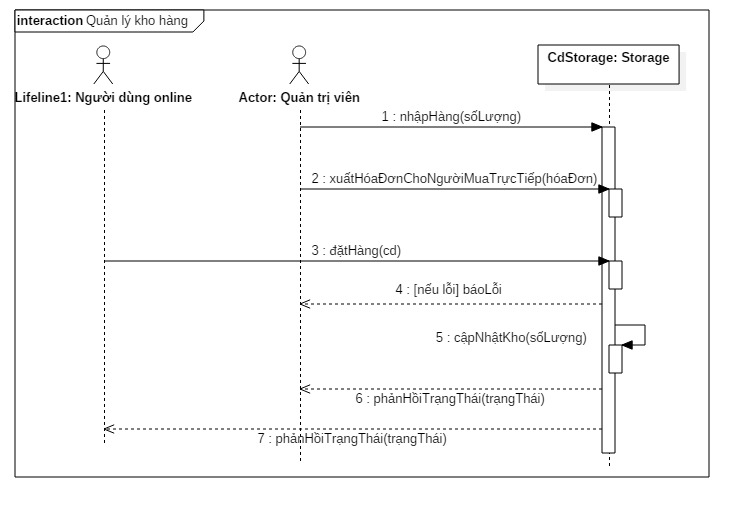 interaction Quản lý kho hàng
Lifeline1: Người dùng online
Actor: Quản trị viên
CdStorage: Storage
1 : nhậpHàng(sốLượng)
2 : xuấtHóaĐơnChoNgườiMuaTrựcTiếp(hóaĐơn)
3 : đặtHàng(cd)
4 : [nếu lỗi] báoLỗi
5 : cậpNhậtKho(sốLượng)
6 : phảnHồiTrạngThái(trạngThái)
7 : phảnHồiTrạngThái(trạngThái)